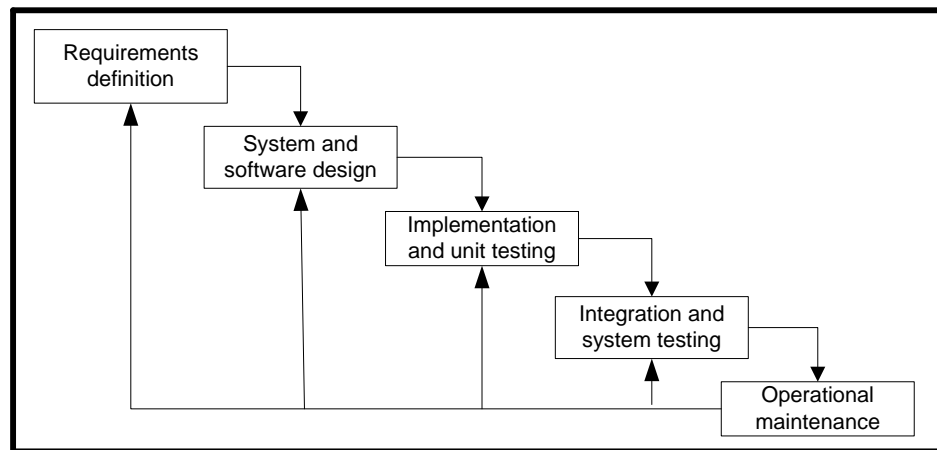 Requirements
definition
System and
software design
Implementation
and unit testing
Integration and
system testing
Operational
maintenance